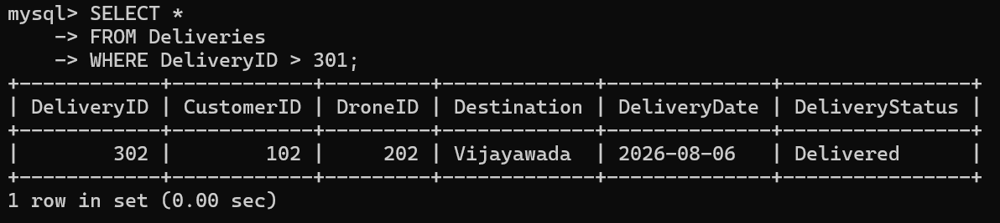 mysql> SELECT *
    -> FROM Deliveries
    -> WHERE DeliveryID > 301;
+------------+------------+---------+-------------+--------------+----------------+
| DeliveryID | CustomerID | DroneID | Destination | DeliveryDate | DeliveryStatus |
+------------+------------+---------+-------------+--------------+----------------+
|        302 |        102 |     202 | Vijayawada  | 2026-08-06   | Delivered      |
+------------+------------+---------+-------------+--------------+----------------+
1 row in set (0.00 sec)